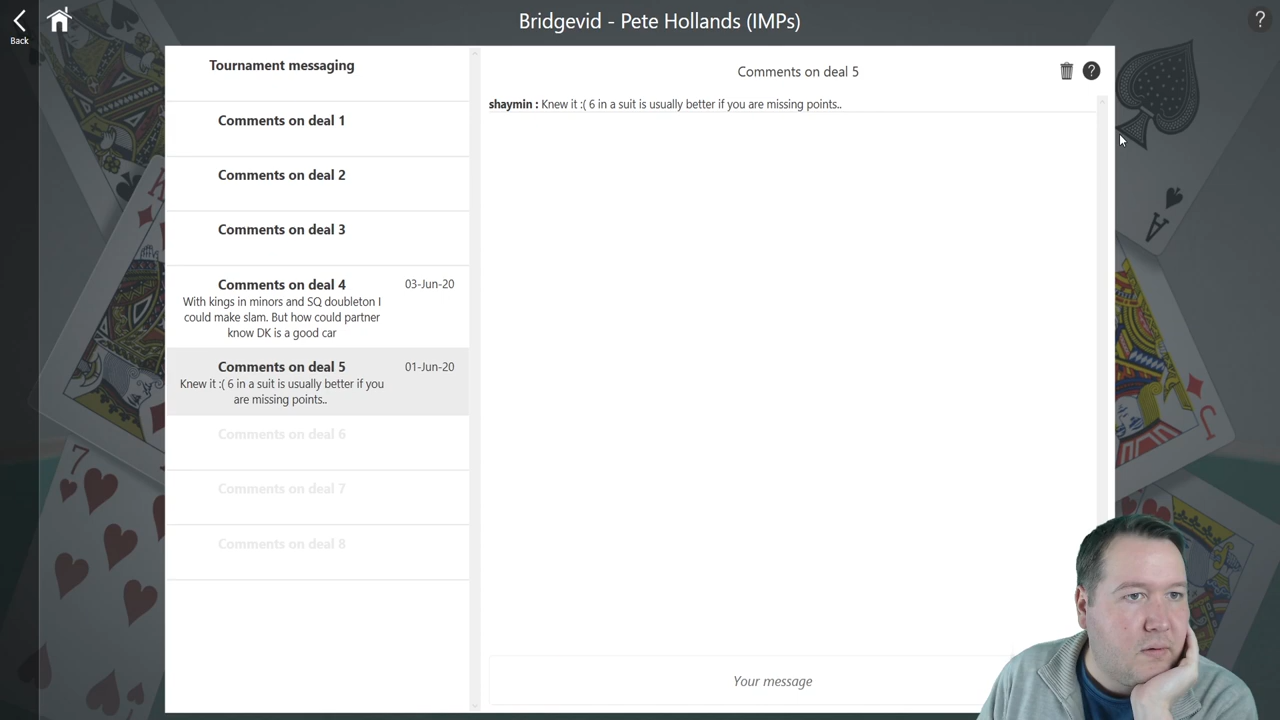 Bridgevid - Pete Hollands (IMPs)
?
Back
Tournament messaging
Comments on deal 1
Comments on deal 2
Comments on deal 3
Comments on deal 4
03-Jun-20
With kings in minors and SQ doubleton I
could make slam. But how could partner
know DK is a good car
Comments on deal 5
01-Jun-20
Knew it :( 6 in a suit is usually better if you
are missing points..
Comments on deal 6
Comments on deal 7
Comments on deal 8
Comments on deal 5
?
shaymin : Knew it :( 6 in a suit is usually better if you are missing points..
Your message
A
J
7